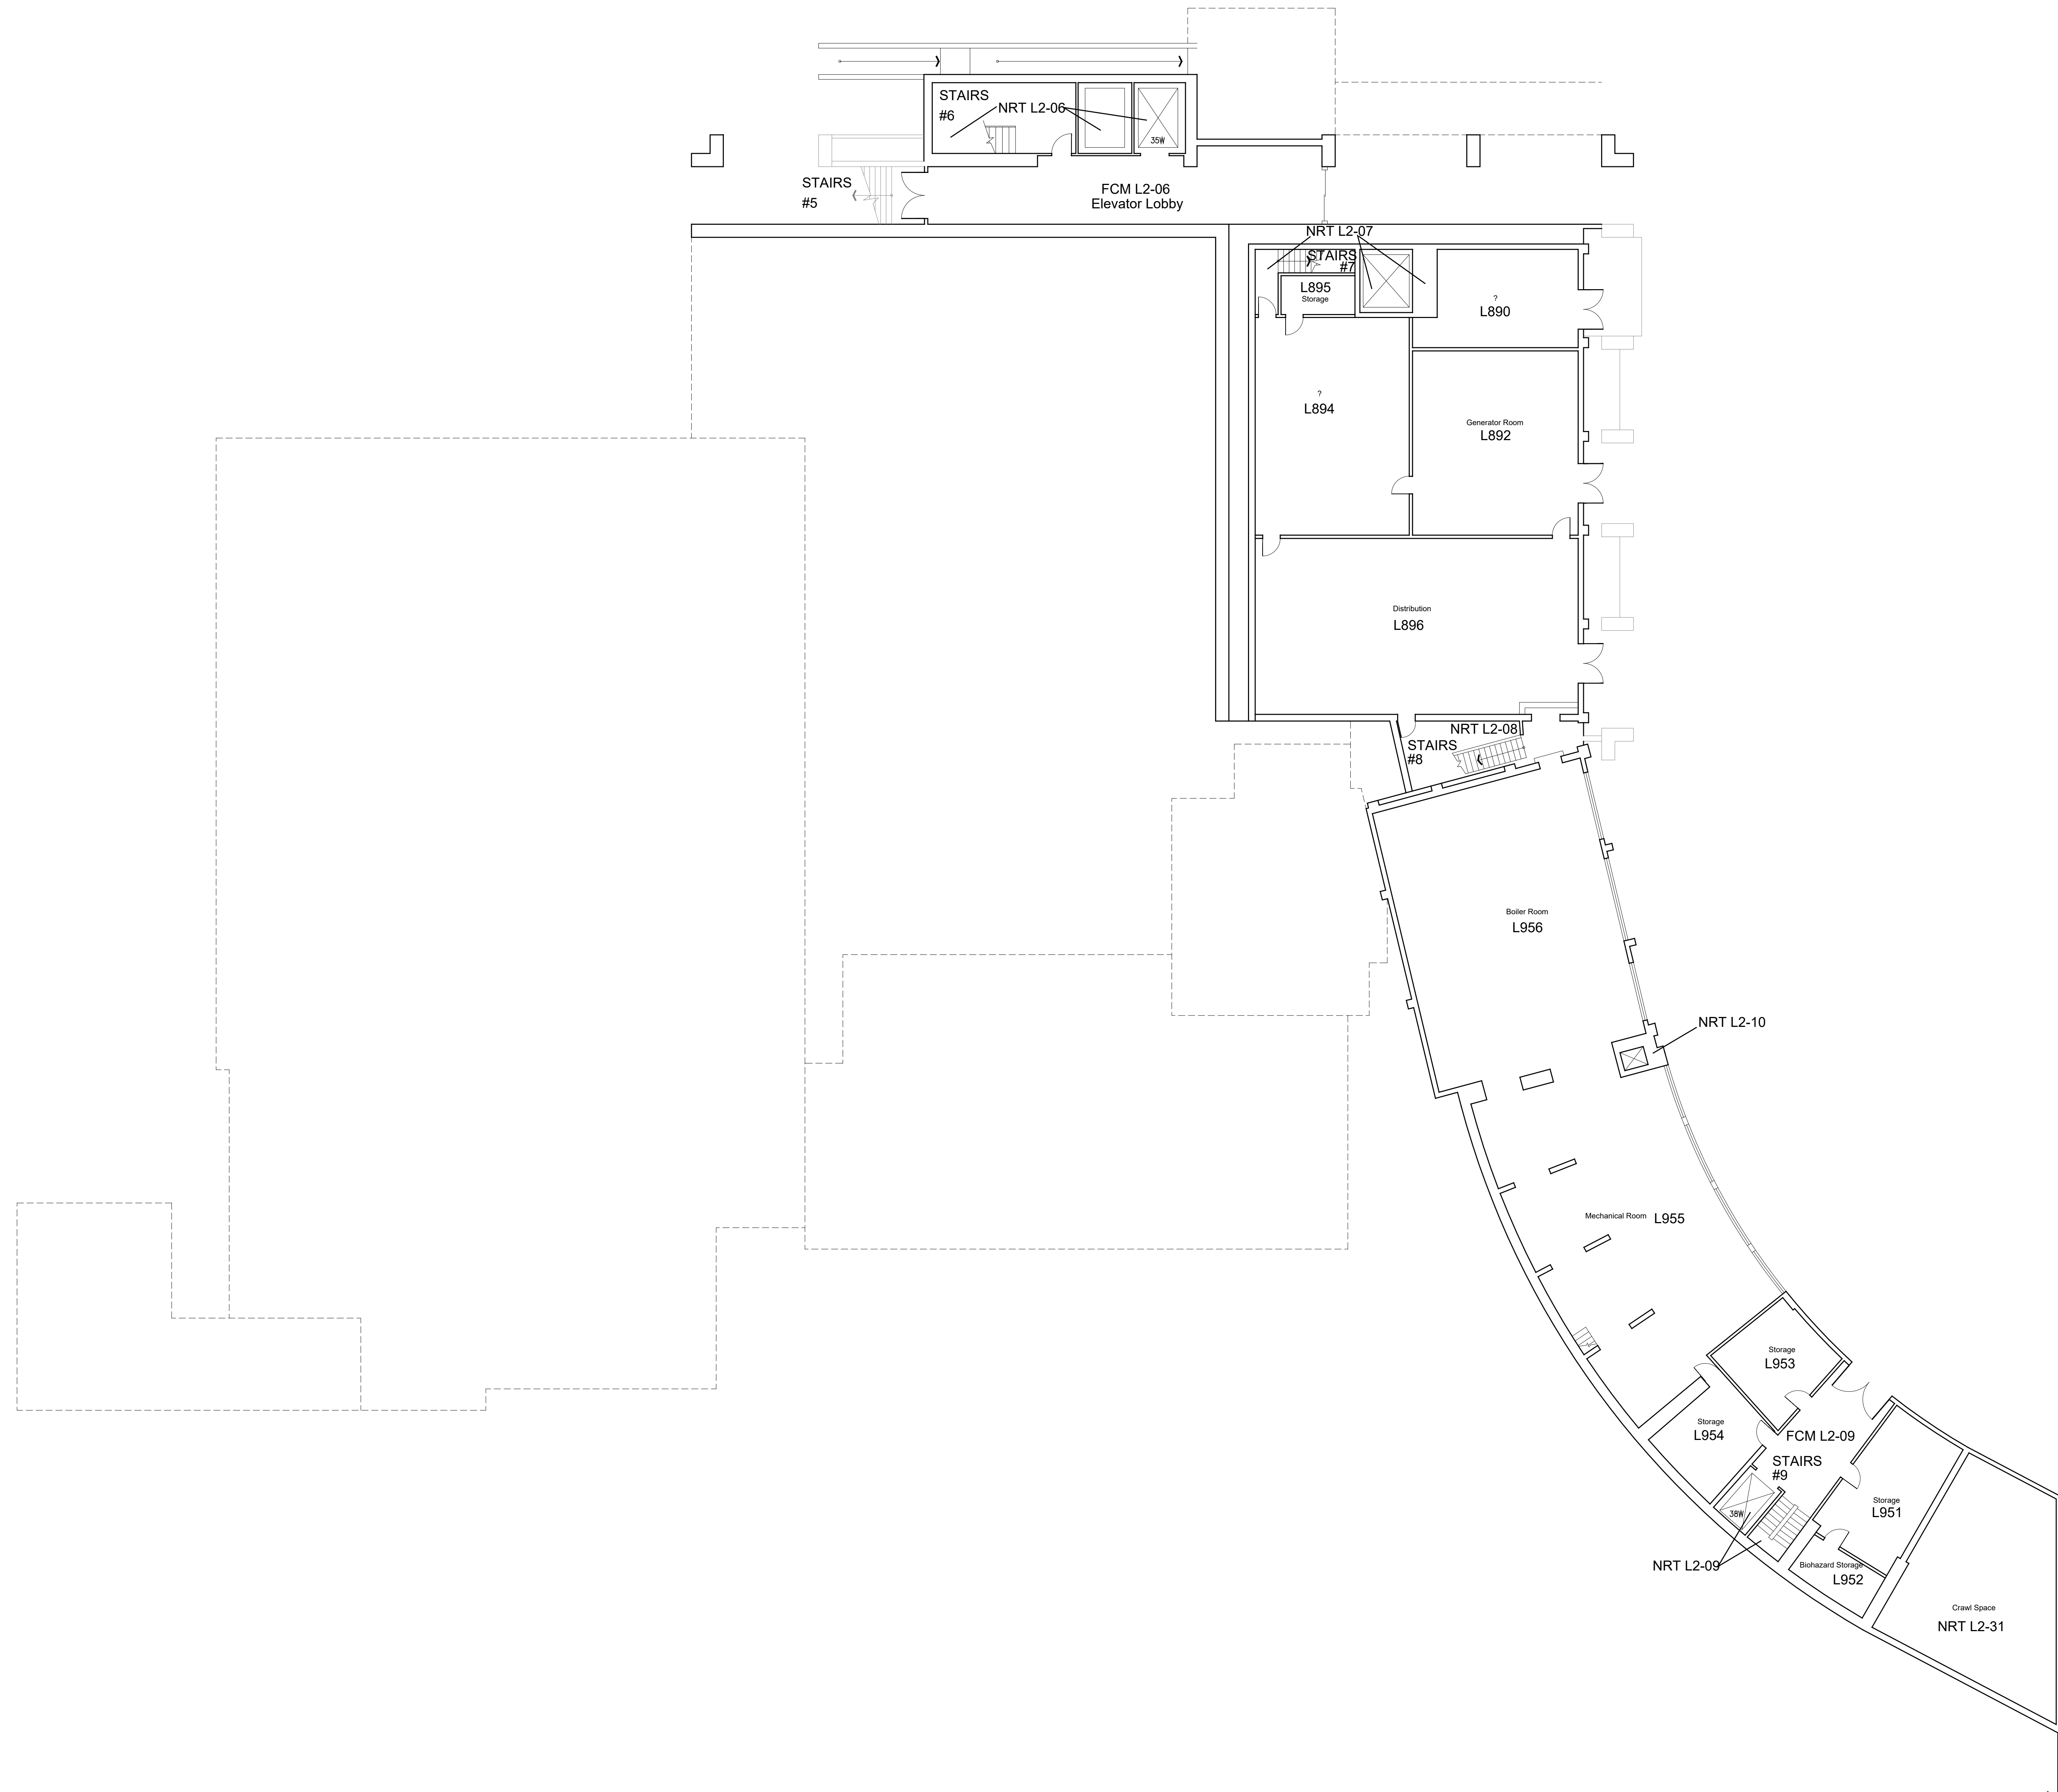 STAIRS
#6
NRT L2-06
35W
STAIRS
#5
FCM L2-06
Elevator Lobby
NRT L2-07
STAIRS
#7
L895
Storage
?
L890
?
L894
Generator Room
L892
Distribution
L896
NRT L2-08
STAIRS
#8
Boiler Room
L956
NRT L2-10
Mechanical Room L955
Storage
L953
Storage
L954
FCM L2-09
STAIRS
#9
38W
Storage
L951
NRT L2-09
Biohazard Storage
L952
Crawl Space
NRT L2-31